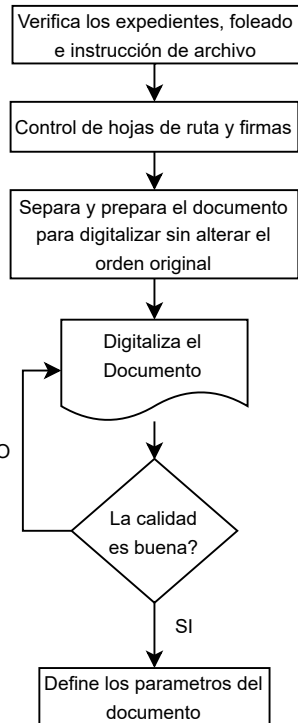 Verifica los expedientes, foleado
e instrucción de archivo
Control de hojas de ruta y firmas
Separa y prepara el documento
para digitalizar sin alterar el
orden original
Digitaliza el
Documento
O
La calidad
es buena?
SI
Define los parametros del
documento